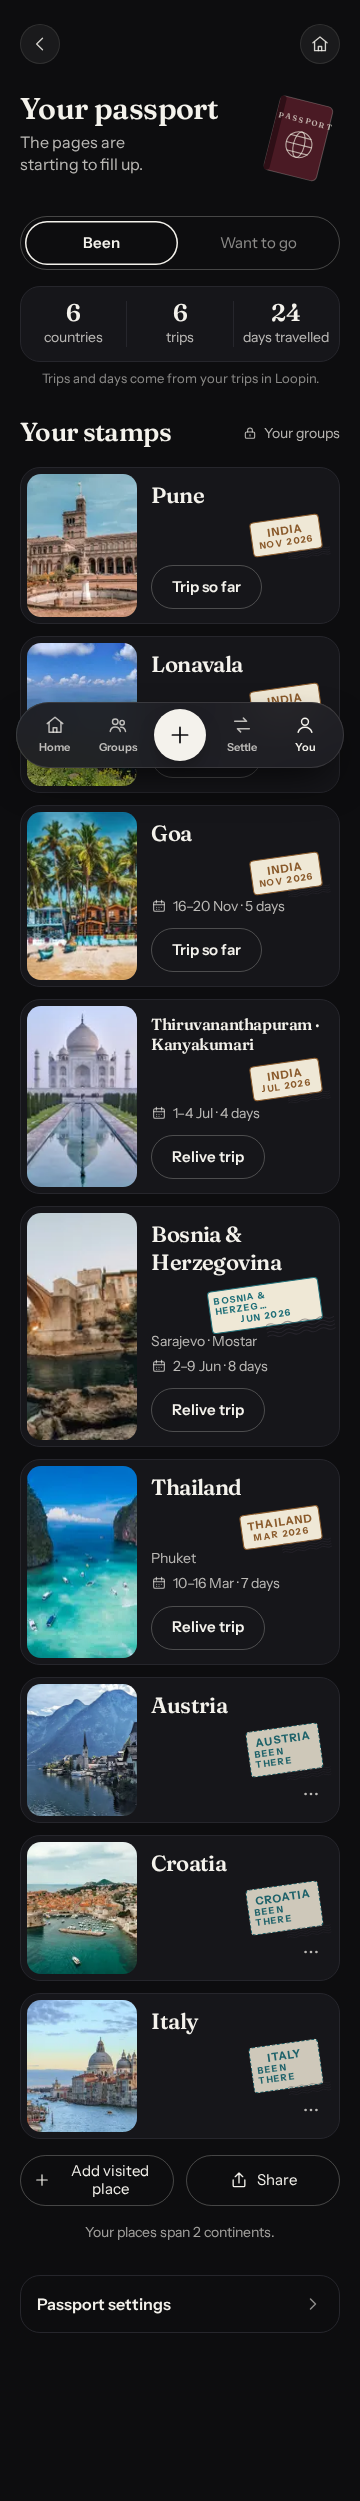 Your passport
The pages are
starting to fill up.
PASSPORT
Been
Want to go
6
countries
6
trips
24
days travelled
Trips and days come from your trips in Loopin.
Your stamps
Your groups
Pune
INDIA
NOV 2026
Trip so far
Lonavala
INDIA
Home
Groups
Settle
You
Goa
INDIA
NOV 2026
16–20 Nov · 5 days
Trip so far
Thiruvananthapuram ·
Kanyakumari
INDIA
JUL 2026
1–4 Jul · 4 days
Relive trip
Bosnia &
Herzegovina
BOSNIA &
HERZEG…
JUN 2026
Sarajevo · Mostar
2–9 Jun · 8 days
Relive trip
Thailand
THAILAND
MAR 2026
Phuket
10–16 Mar · 7 days
Relive trip
Austria
AUSTRIA
BEEN
THERE
Croatia
CROATIA
BEEN
THERE
Italy
ITALY
BEEN
THERE
Add visited
place
Share
Your places span 2 continents.
Passport settings